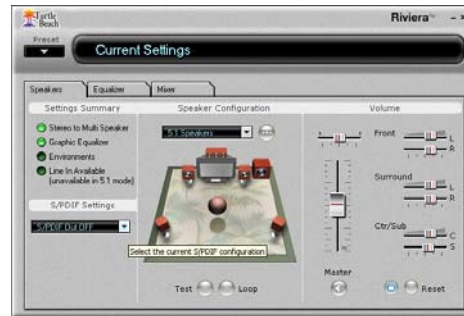 Turtle
Beach
Riviera
Preset
Current Settings
Speakers
Equalizer
Mixer
Settings Summary
Speaker Configuration
Volume
Stereo to Multi Speaker
Graphic Equalizer
Environments
Line In Available
(unavailable in 5.1 mode)
5.1 Speakers
Front
L
R
Surround
L
R
Ctr/Sub
C
S
S/PDIF Settings
S/PDIF Out OFF
Select the current S/PDIF configuration
Test
Loop
Master
Reset